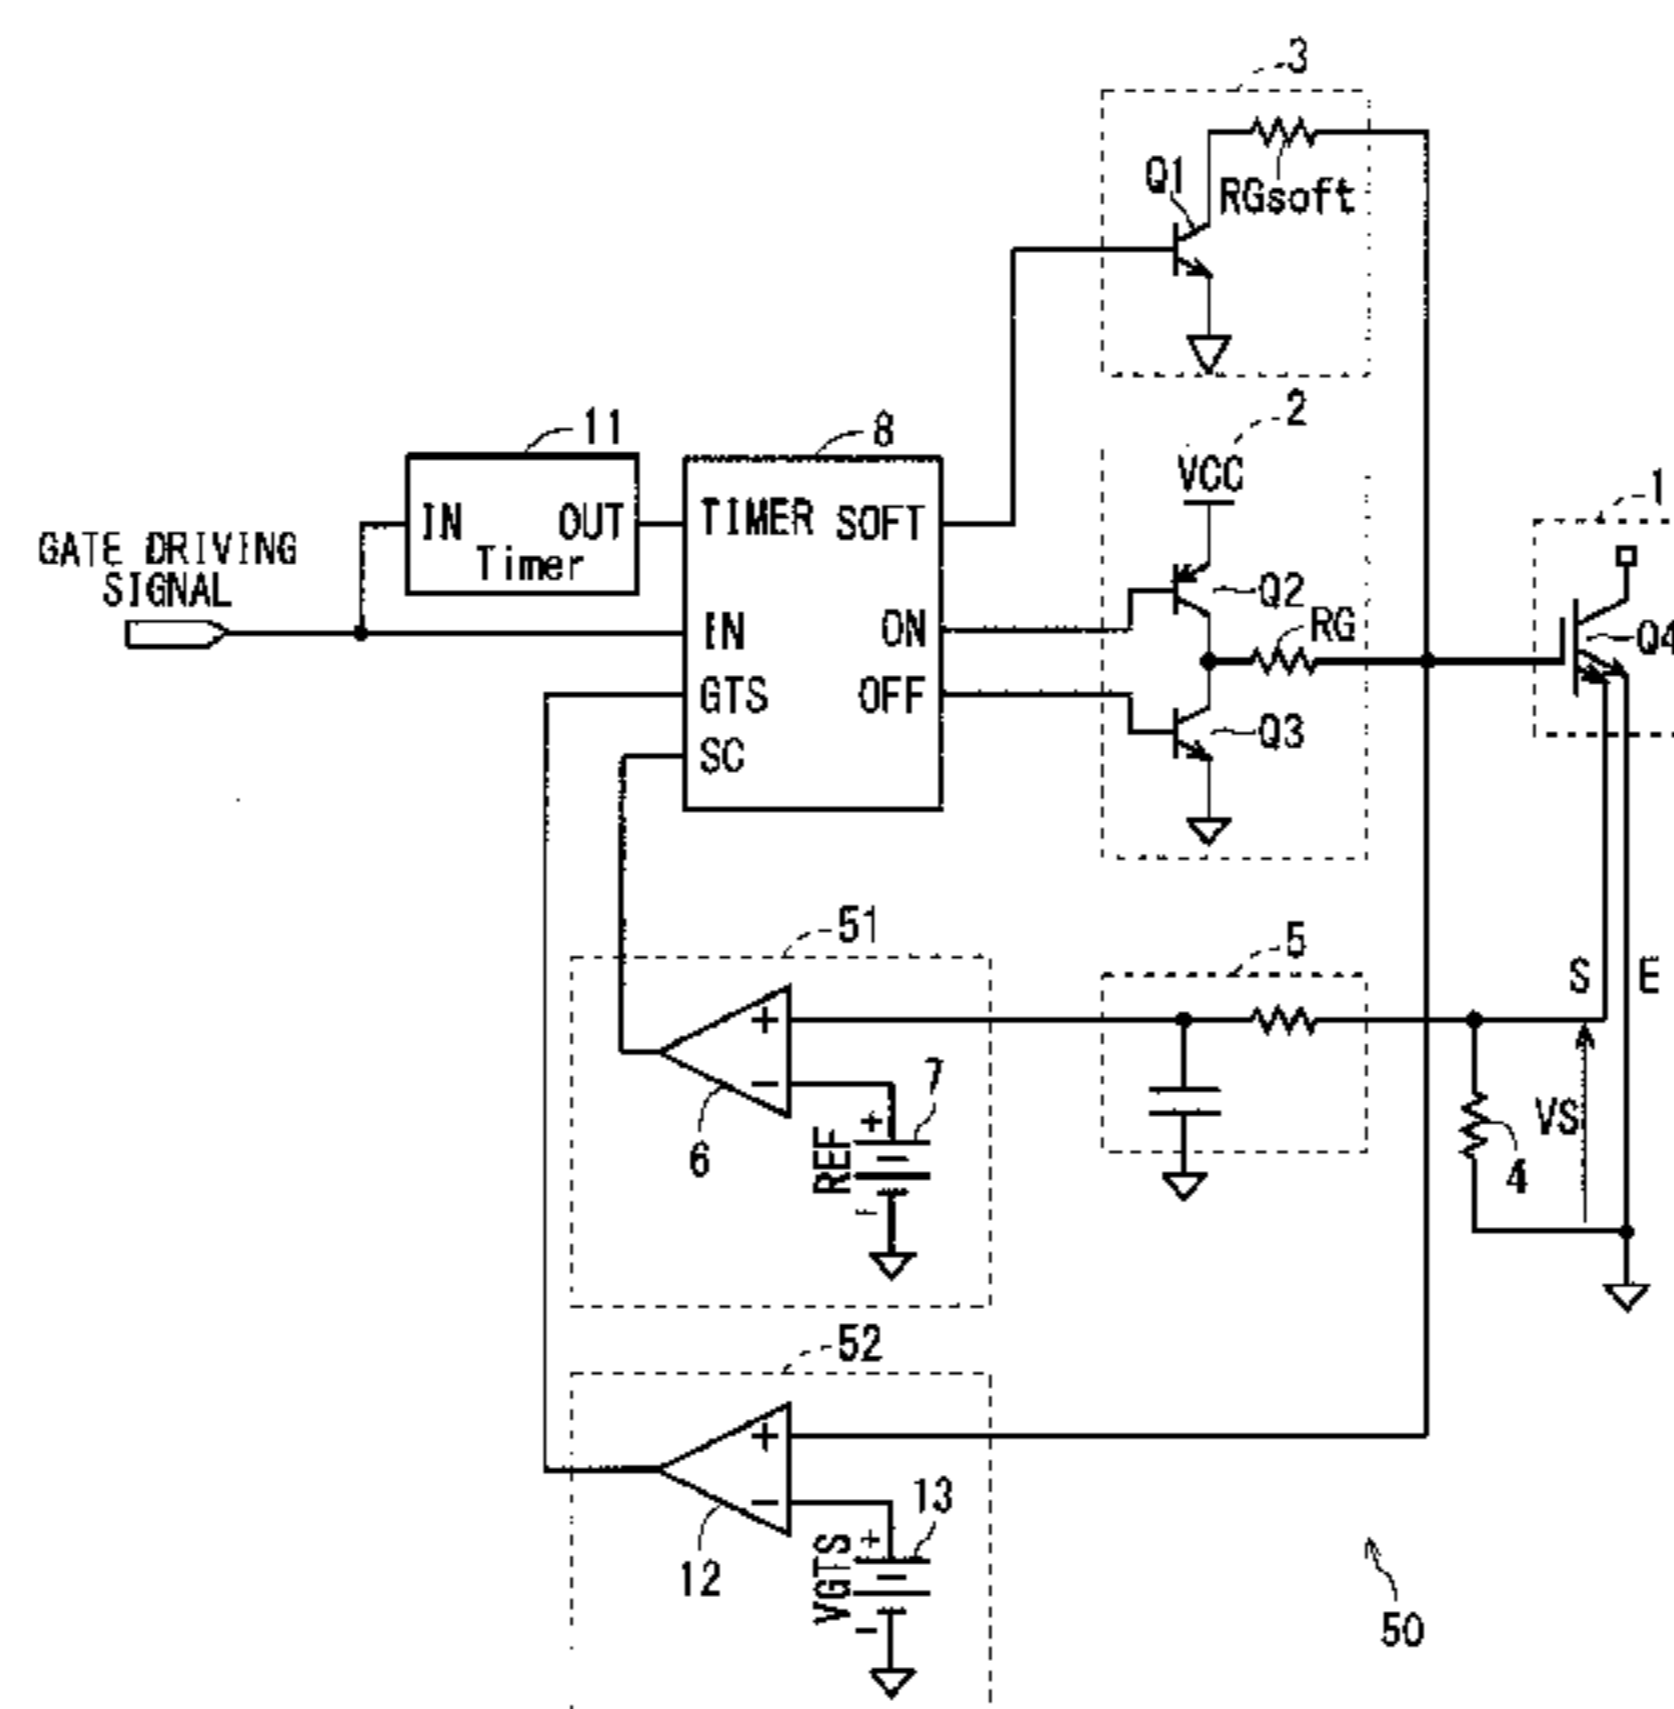 3
Q1
RGsoft
2
VCC
11
8
1
IN OUT
Timer
TIMER SOFT
GATE DRIVING
SIGNAL
Q2
RG
IN ON
Q4
GTS OFF
Q3
SC
51
5
S E
+
-
7
6
REF
+
-
VS
4
52
+
-
13
12
VGTS
+
-
50